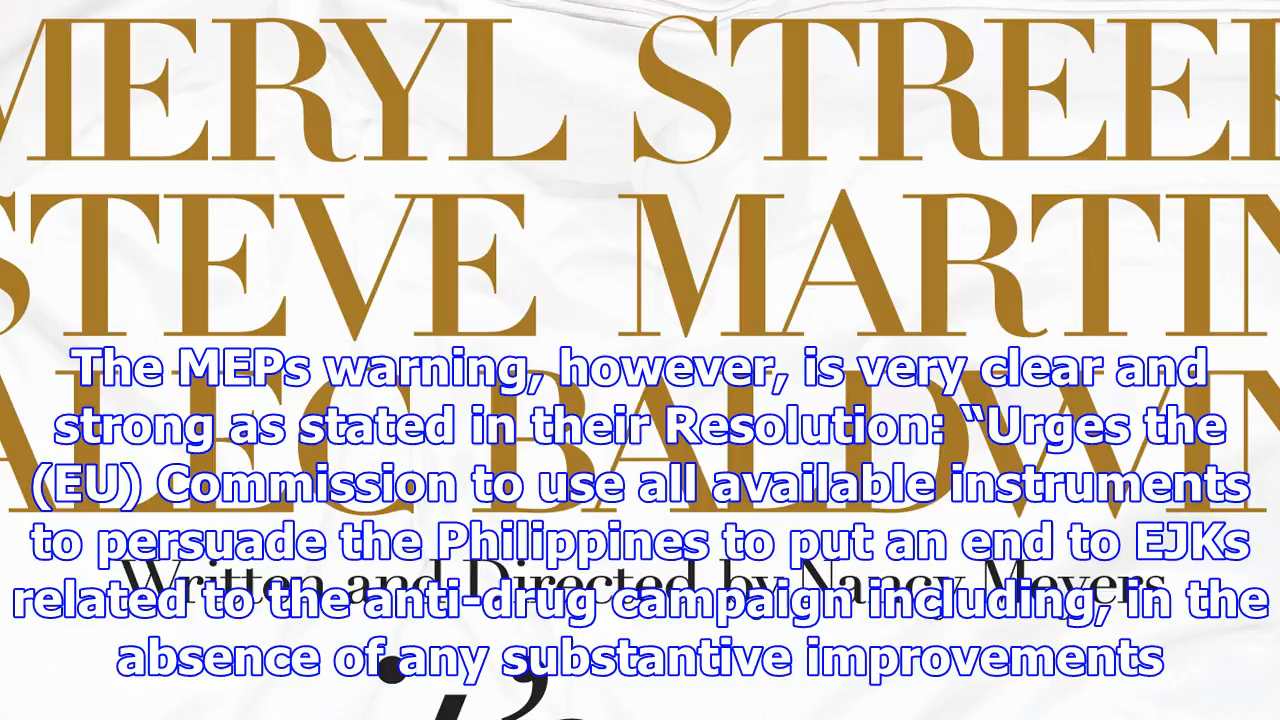 MERYL STREEP
STEVE MARTIN
ALEC BALDWIN
The MEPs warning, however, is very clear and
strong as stated in their Resolution: “Urges the
(EU) Commission to use all available instruments
to persuade the Philippines to put an end to EJKs
Written and Directed by Nancy Meyers
related to the anti-drug campaign including, in the
absence of any substantive improvements
it's